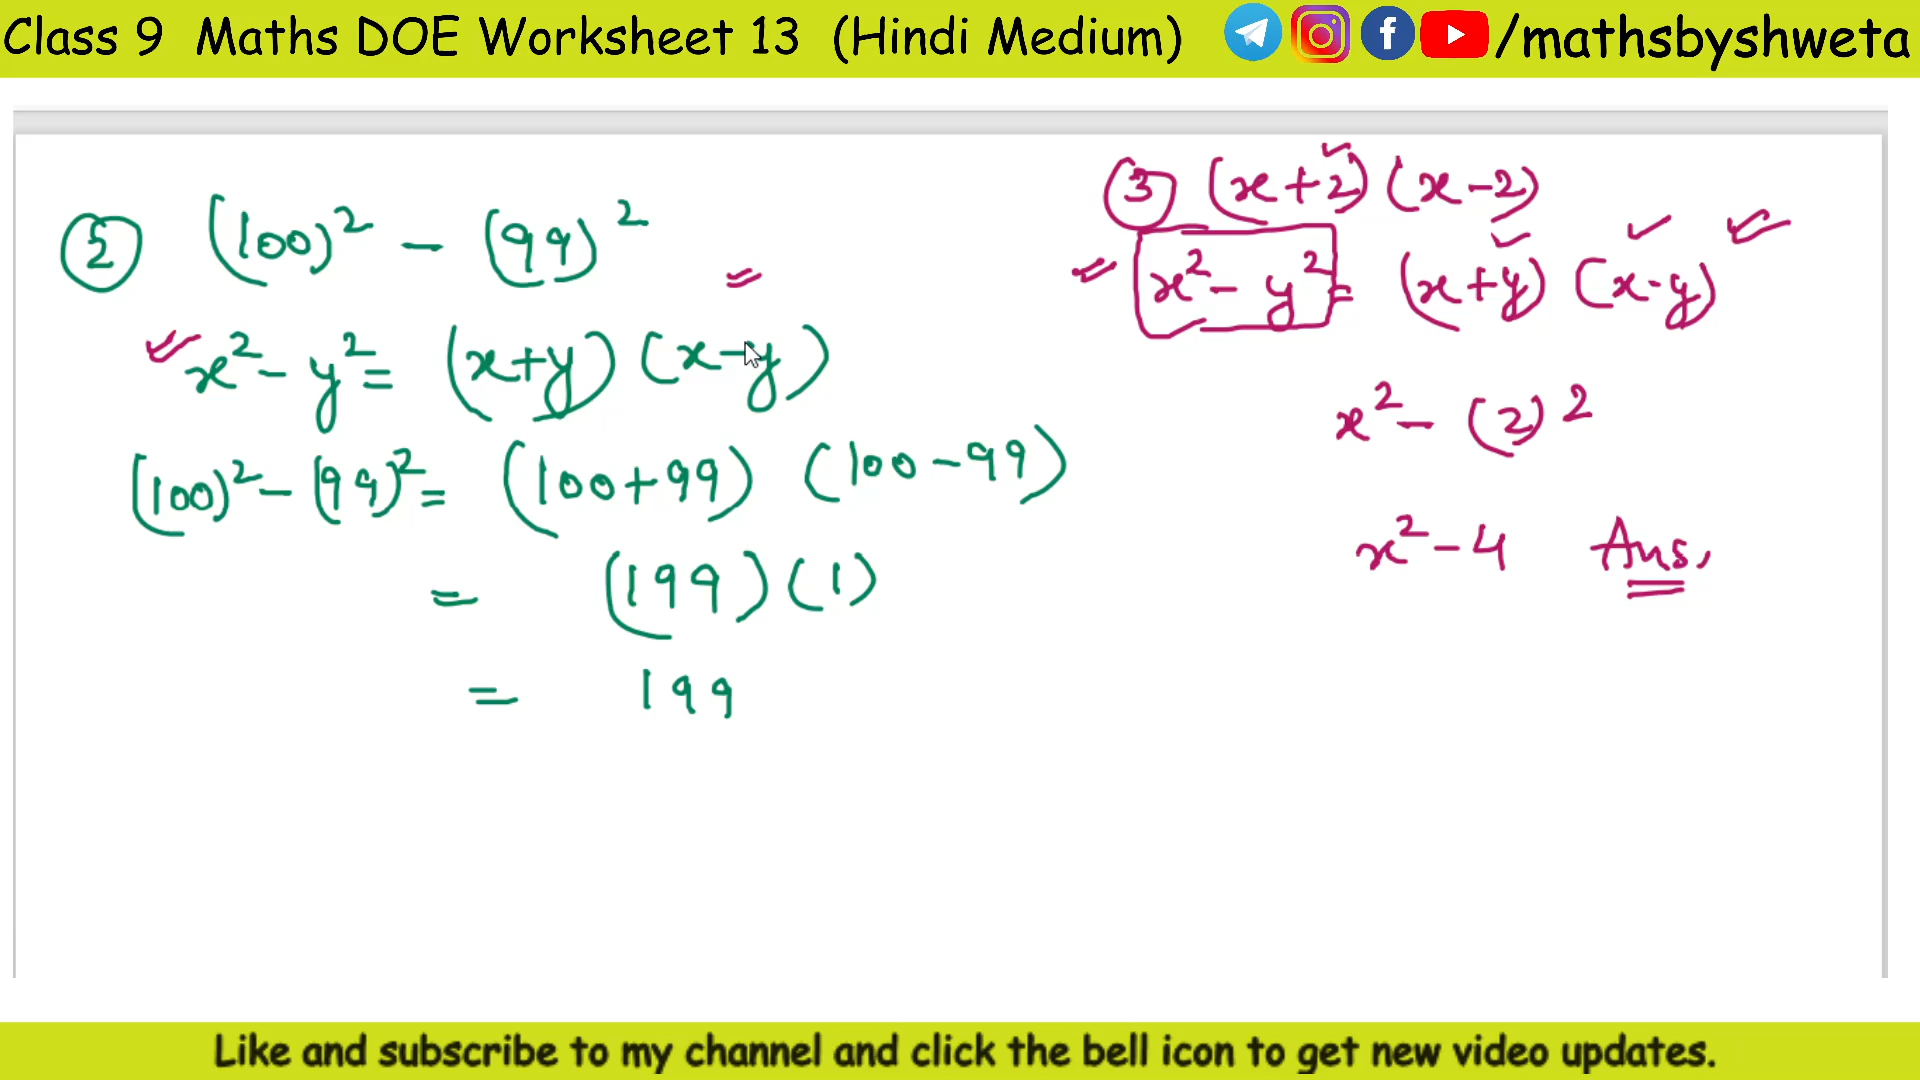 Class 9 Maths DOE Worksheet 13 (Hindi Medium) /mathsbyshweta
② (100)² - (99)²
x² - y² = (x+y) (x-y)
(100)² - (99)² = (100+99) (100-99)
= (199) (1)
= 199
③ (x+2) (x-2)
x² - y² = (x+y) (x-y)
x² - (2)²
x² - 4 Ans,
Like and subscribe to my channel and click the bell icon to get new video updates.